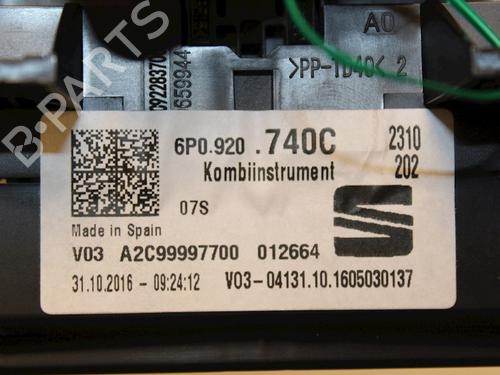 B-PARTS
A0
>PP-TD40< 2
6P0.920 .740C 2310
Kombiinstrument 202
07S
Made in Spain
V03 A2C99997700 012664
31.10.2016 - 09:24:12 V03-04131.10.1605030137